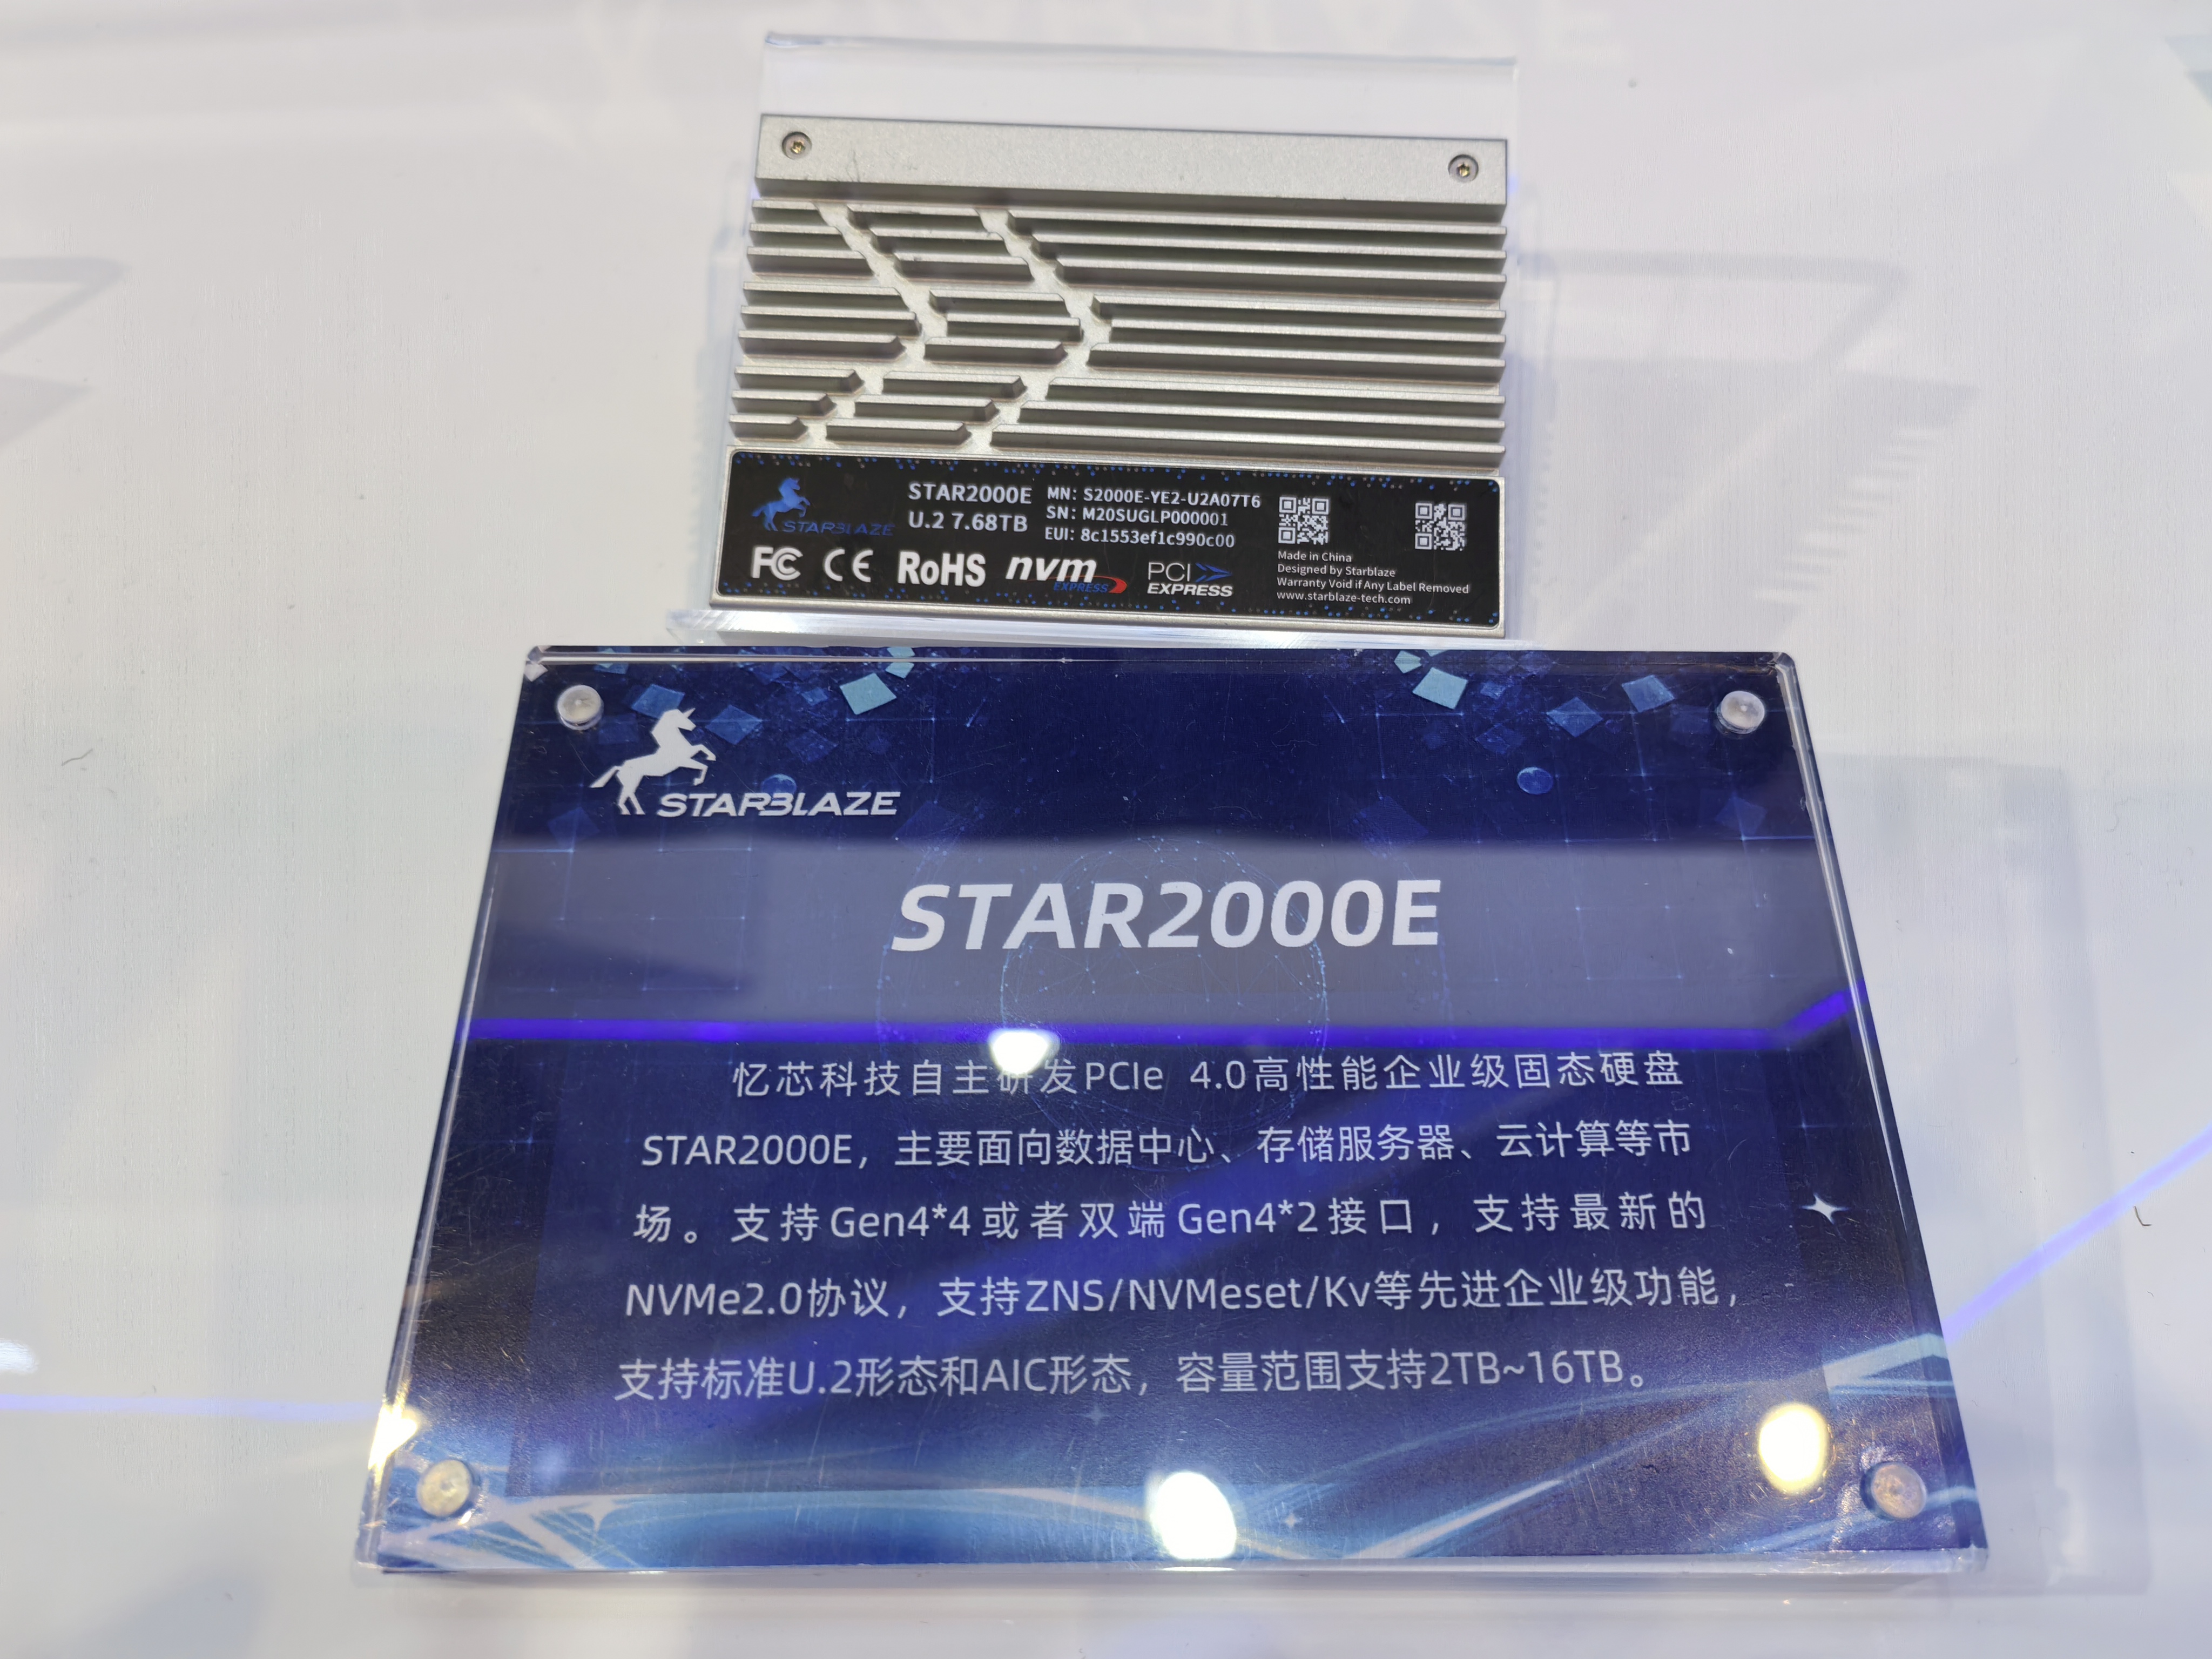 STARBLAZE
STAR2000E
U.2 7.68TB
MN: S2000E-YE2-U2A07T6
SN: M20SUGLP000001
EUI: 8c1553ef1c990c00
FC CE RoHS nvm EXPRESS PCI EXPRESS
Made in China
Designed by Starblaze
Warranty Void if Any Label Removed
www.starblaze-tech.com
STARBLAZE
STAR2000E
忆芯科技自主研发PCIe 4.0高性能企业级固态硬盘
STAR2000E，主要面向数据中心、存储服务器、云计算等市
场。支持Gen4*4或者双端Gen4*2接口，支持最新的
NVMe2.0协议，支持ZNS/NVMeset/Kv等先进企业级功能，
支持标准U.2形态和AIC形态，容量范围支持2TB~16TB。